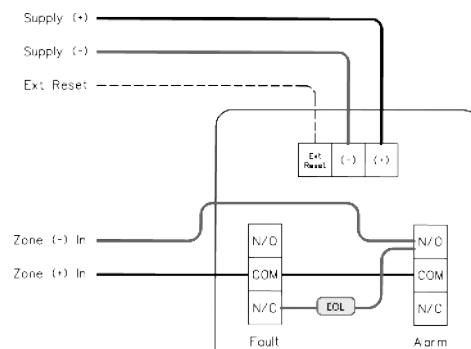 Supply (+)
Supply (-)
Ext Reset
Ext
Reset
(-)
(+)
Zone (-) In
Zone (+) In
N/O
COM
N/C
EOL
N/O
COM
N/C
Fault
Alarm